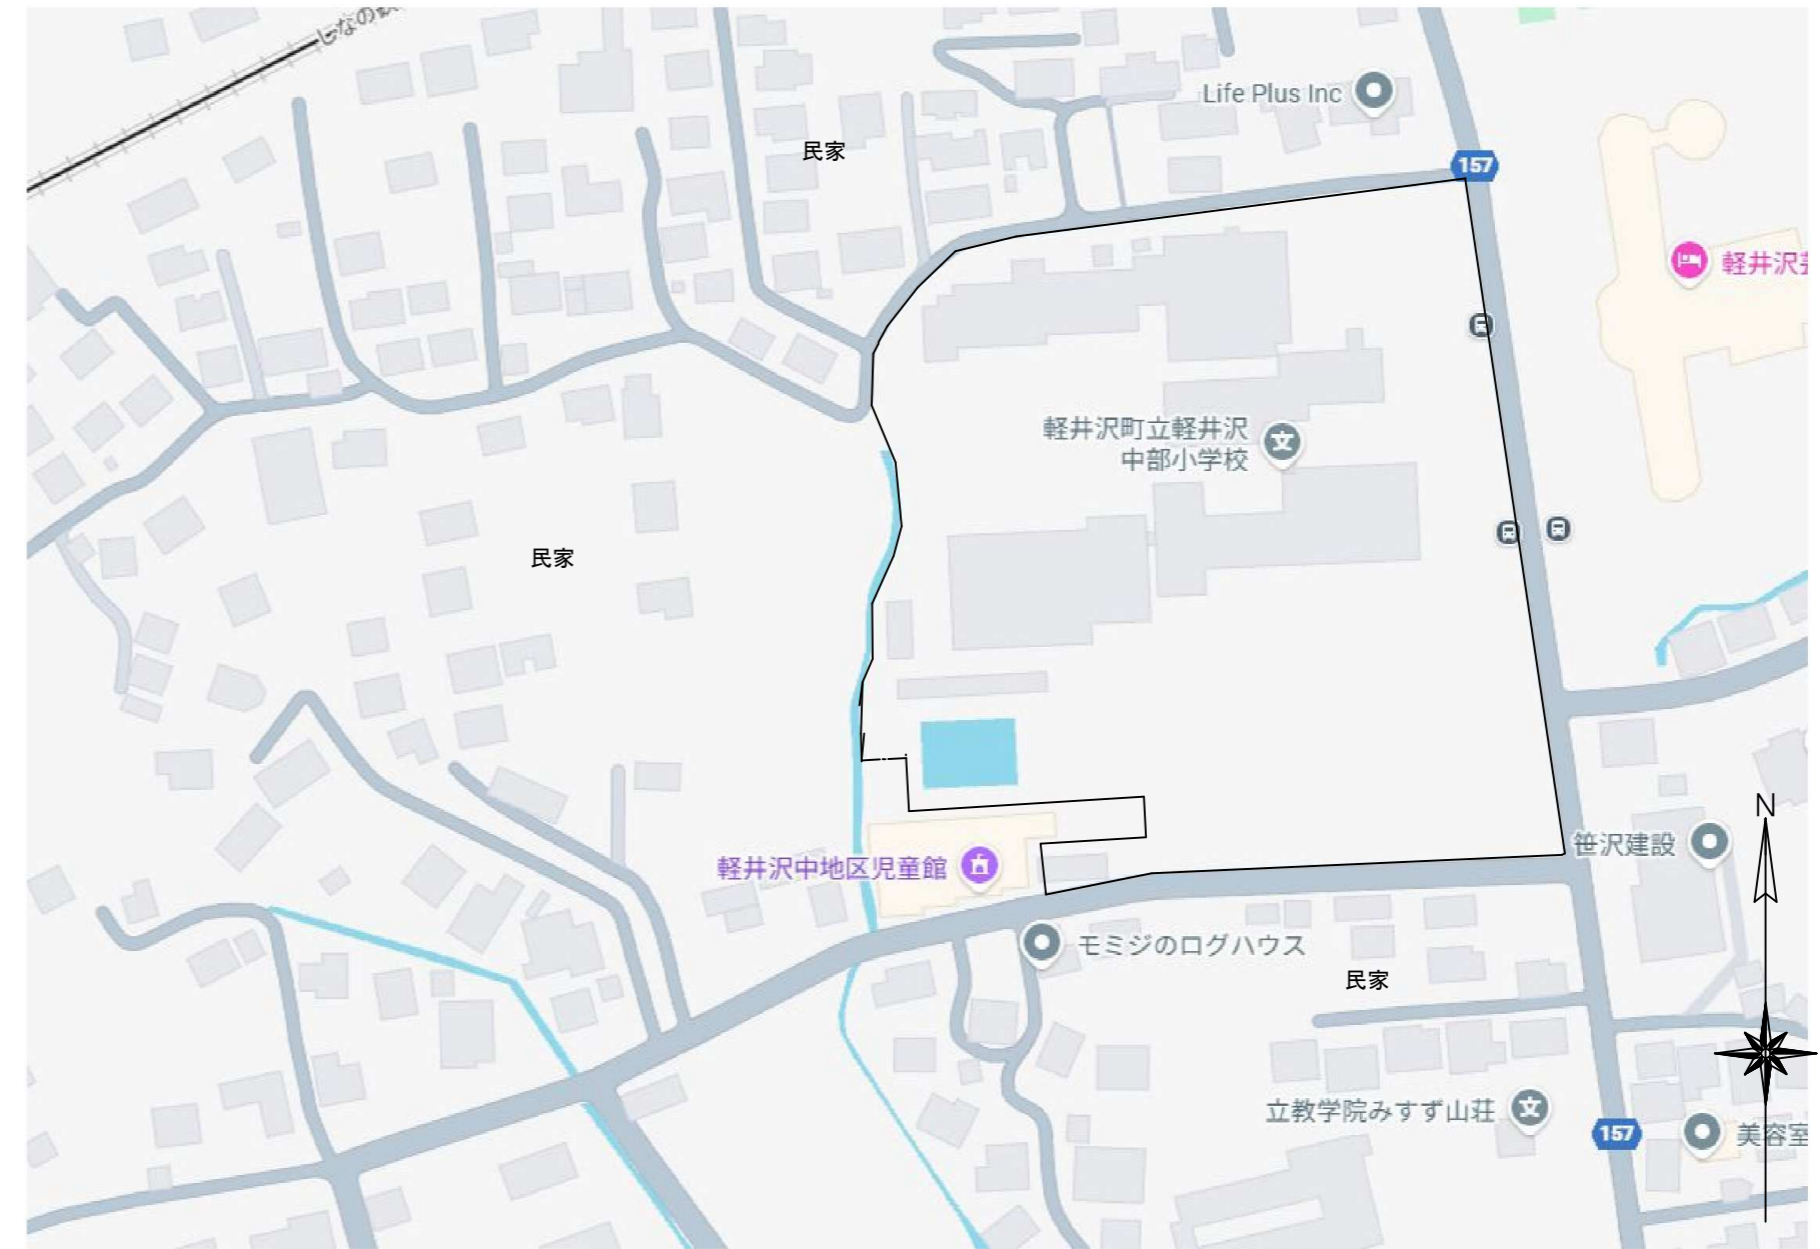 しなの鉄
Life Plus Inc
民家
157
軽井沢
軽井沢町立軽井沢
中部小学校
民家
笹沢建設
N
軽井沢中地区児童館
モミジのログハウス
民家
立教学院みすず山荘
157
美容室